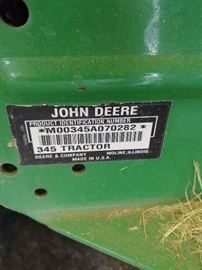 JOHN DEERE
PRODUCT IDENTIFICATION NUMBER
*M00345A070282*
345 TRACTOR
DEERE & COMPANY MOLINE, ILLINOIS
MADE IN U.S.A.